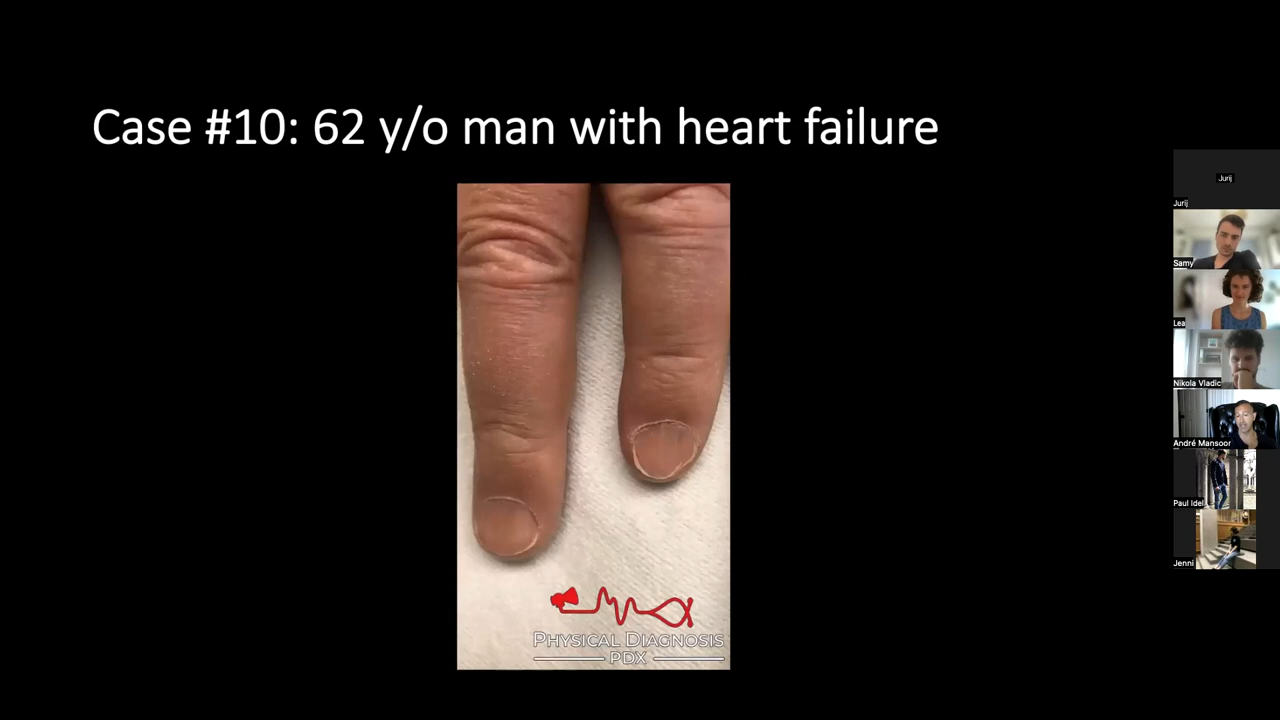 Case #10: 62 y/o man with heart failure
Jurij
Jurij
Samy
Lea
Nikola Vladic
André Mansoor
Paul Idel
Jenni
PHYSICAL DIAGNOSIS
PDX